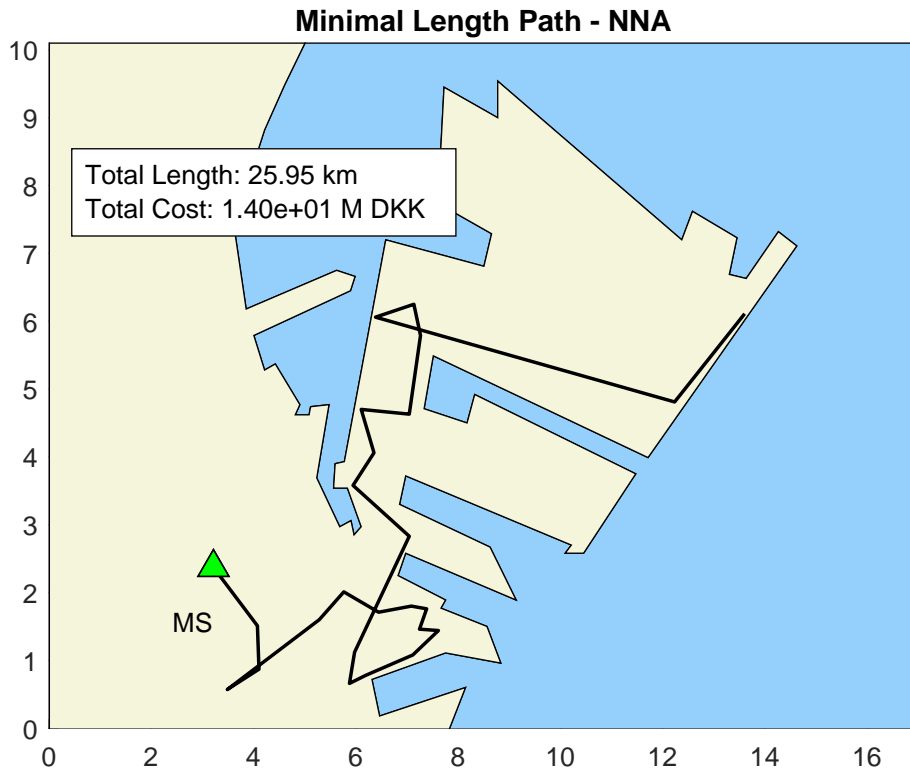 Minimal Length Path - NNA
10
9
8
7
6
5
4
3
2
1
0
Total Length: 25.95 km
Total Cost: 1.40e+01 M DKK
MS
0 2 4 6 8 10 12 14 16